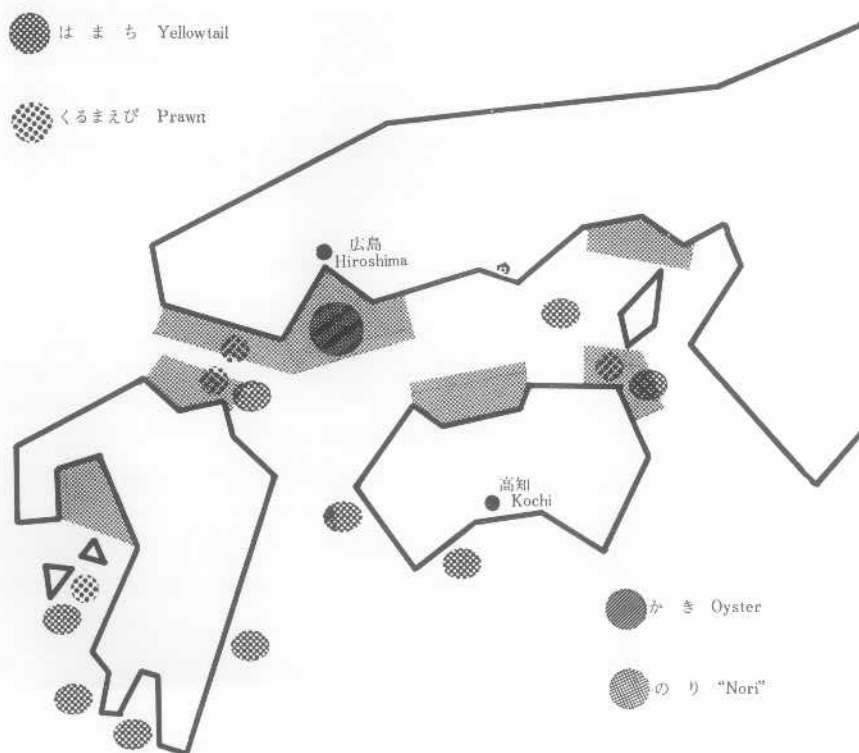 は ま ち Yellowtail
くるまえび Prawn
広島
Hiroshima
高知
Kochi
か き Oyster
の り “Nori”